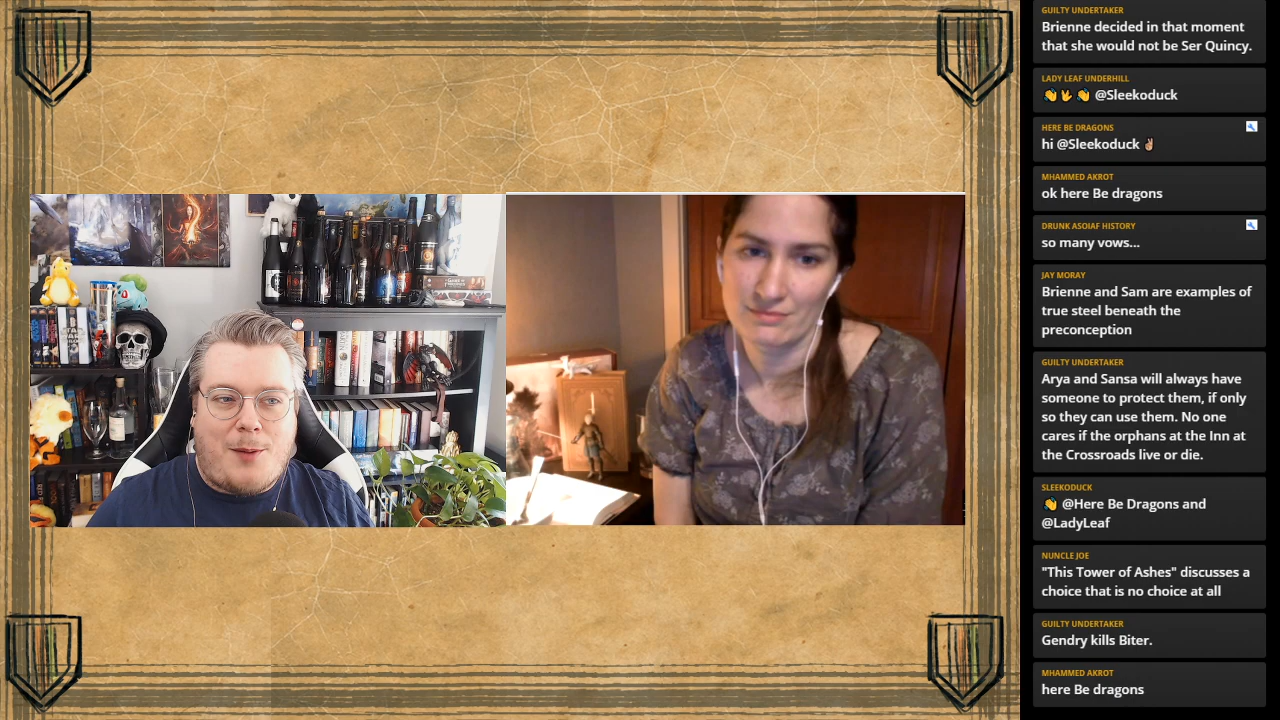 GUILTY UNDERTAKER
Brienne decided in that moment
that she would not be Ser Quincy.
LADY LEAF UNDERHILL
👏 🤟 👏 @Sleekoduck
HERE BE DRAGONS
hi @Sleekoduck ✌🏽
MHAMMED AKROT
ok here Be dragons
DRUNK ASOIAF HISTORY
so many vows...
JAY MORAY
Brienne and Sam are examples of
true steel beneath the
preconception
GUILTY UNDERTAKER
Arya and Sansa will always have
someone to protect them, if only
so they can use them. No one
cares if the orphans at the Inn at
the Crossroads live or die.
SLEEKODUCK
👏 @Here Be Dragons and
@LadyLeaf
NUNCLE JOE
"This Tower of Ashes" discusses a
choice that is no choice at all
GUILTY UNDERTAKER
Gendry kills Biter.
MHAMMED AKROT
here Be dragons